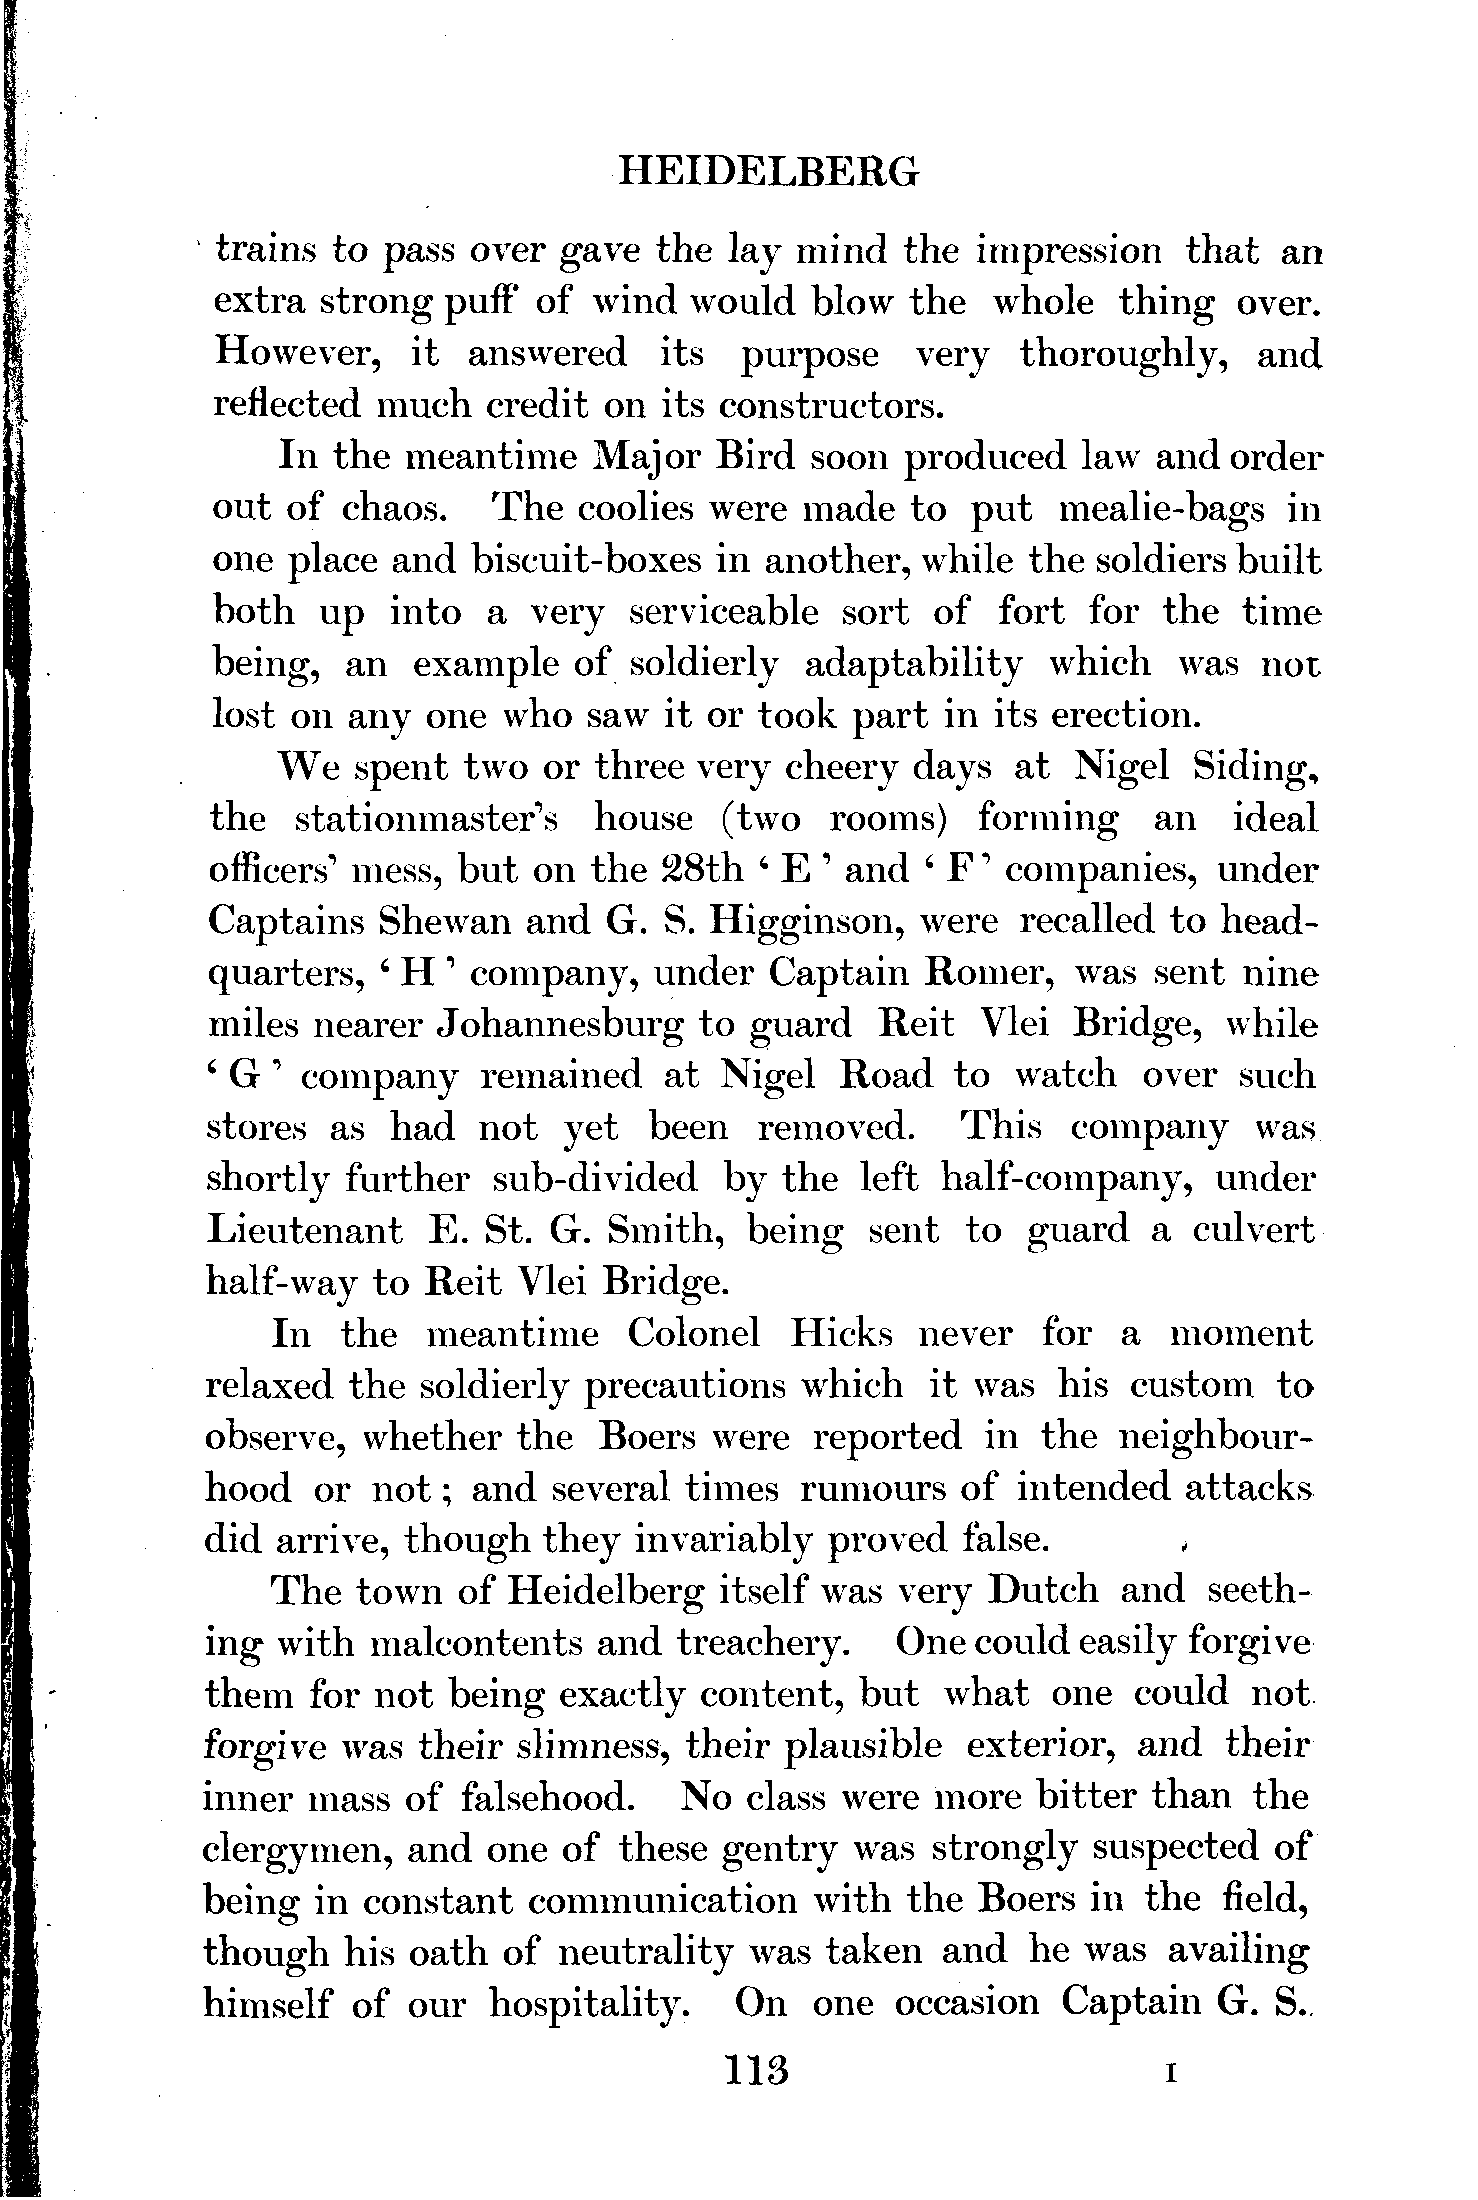 HEIDELBERG
trains to pass over gave the lay mind the impression that an
extra strong puff of wind would blow the whole thing over.
However, it answered its purpose very thoroughly, and
reflected much credit on its constructors.
In the meantime Major Bird soon produced law and order
out of chaos. The coolies were made to put mealie-bags in
one place and biscuit-boxes in another, while the soldiers built
both up into a very serviceable sort of fort for the time
being, an example of soldierly adaptability which was not
lost on any one who saw it or took part in its erection.
We spent two or three very cheery days at Nigel Siding,
the stationmaster's house (two rooms) forming an ideal
officers' mess, but on the 28th ‘ E ’ and ‘ F ’ companies, under
Captains Shewan and G. S. Higginson, were recalled to head-
quarters, ‘ H ’ company, under Captain Romer, was sent nine
miles nearer Johannesburg to guard Reit Vlei Bridge, while
‘ G ’ company remained at Nigel Road to watch over such
stores as had not yet been removed. This company was
shortly further sub-divided by the left half-company, under
Lieutenant E. St. G. Smith, being sent to guard a culvert
half-way to Reit Vlei Bridge.
In the meantime Colonel Hicks never for a moment
relaxed the soldierly precautions which it was his custom to
observe, whether the Boers were reported in the neighbour-
hood or not ; and several times rumours of intended attacks
did arrive, though they invariably proved false.
The town of Heidelberg itself was very Dutch and seeth-
ing with malcontents and treachery. One could easily forgive
them for not being exactly content, but what one could not
forgive was their slimness, their plausible exterior, and their
inner mass of falsehood. No class were more bitter than the
clergymen, and one of these gentry was strongly suspected of
being in constant communication with the Boers in the field,
though his oath of neutrality was taken and he was availing
himself of our hospitality. On one occasion Captain G. S.
113 I